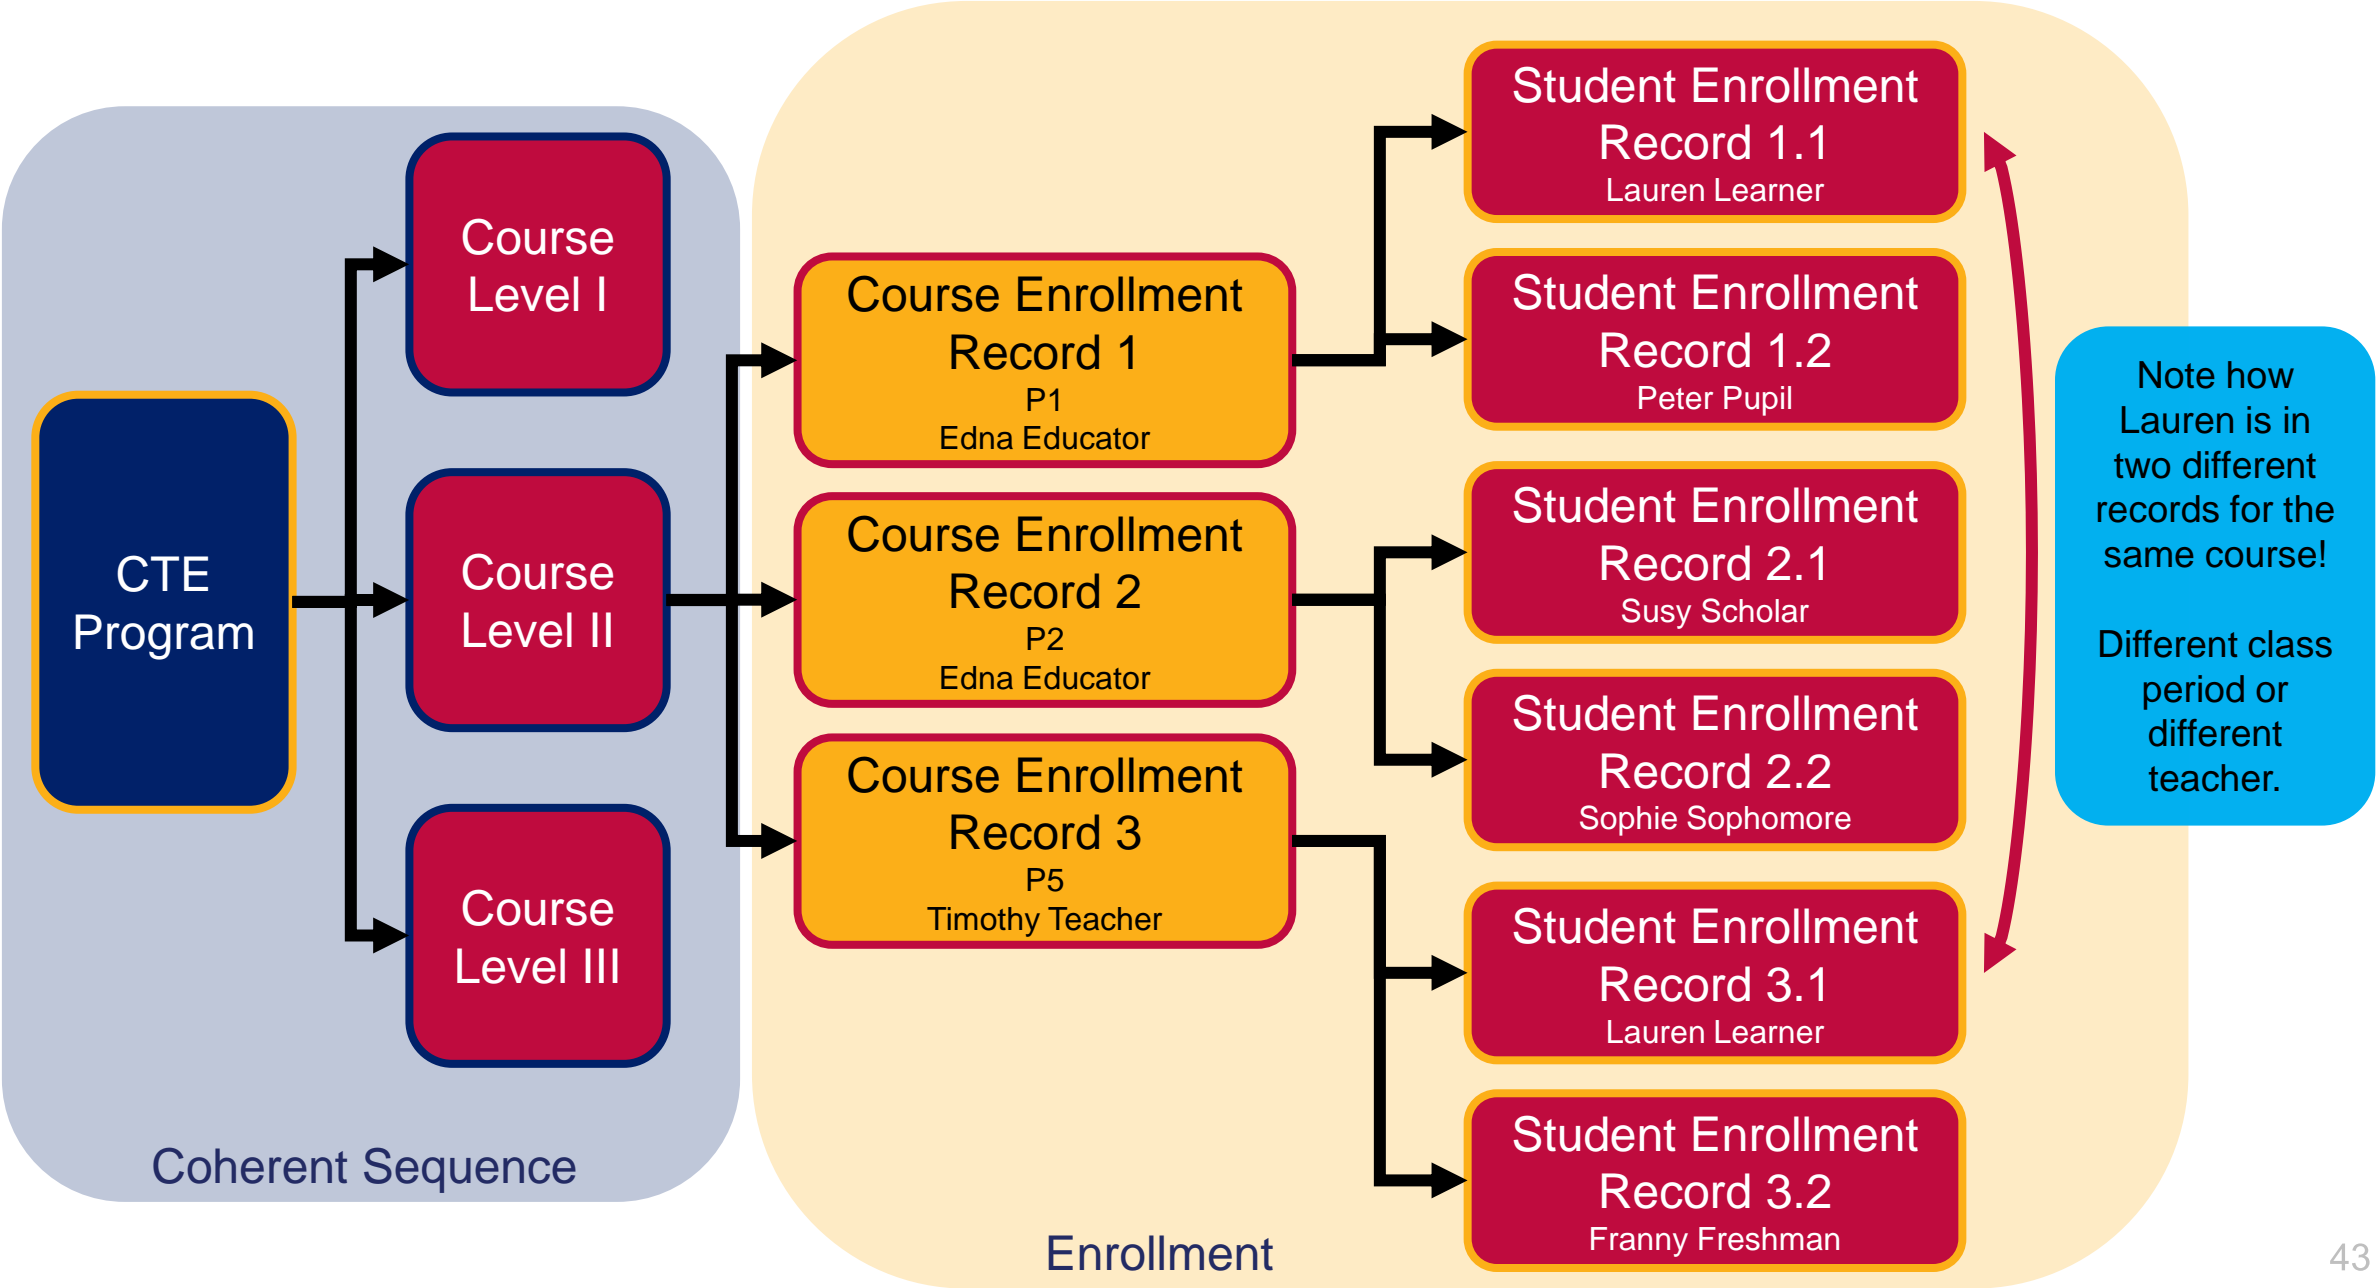 CTE
Program
Course
Level I
Course
Level II
Course
Level III
Coherent Sequence
Course Enrollment
Record 1
P1
Edna Educator
Course Enrollment
Record 2
P2
Edna Educator
Course Enrollment
Record 3
P5
Timothy Teacher
Student Enrollment
Record 1.1
Lauren Learner
Student Enrollment
Record 1.2
Peter Pupil
Student Enrollment
Record 2.1
Susy Scholar
Student Enrollment
Record 2.2
Sophie Sophomore
Student Enrollment
Record 3.1
Lauren Learner
Student Enrollment
Record 3.2
Franny Freshman
Enrollment
Note how
Lauren is in
two different
records for the
same course!
Different class
period or
different
teacher.
43